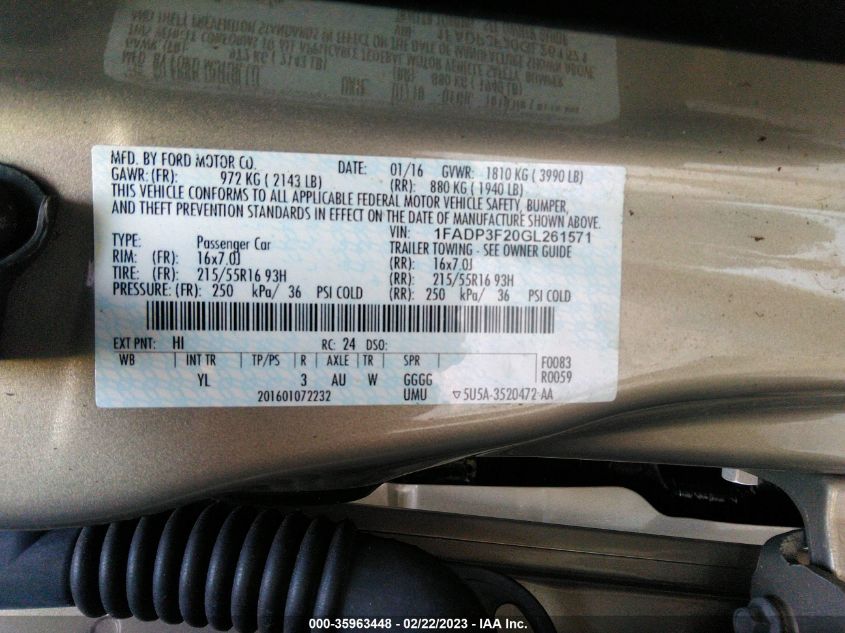 MFD. BY FORD MOTOR CO. DATE: 01/16 GVWR: 1810 KG ( 3990 LB)
GAWR: (FR) 972 KG ( 2143 LB) (RR) 880 KG ( 1940 LB)
THIS VEHICLE CONFORMS TO ALL APPLICABLE FEDERAL MOTOR VEHICLE SAFETY, BUMPER,
AND THEFT PREVENTION STANDARDS IN EFFECT ON THE DATE OF MANUFACTURE SHOWN ABOVE.
VIN: 1FADP3F20GL261571
TYPE: Passenger Car TRAILER TOWING - SEE OWNER GUIDE
RIM: (FR) 16x7.0J (RR) 16x7.0J
TIRE: (FR) 215/55R16 93H (RR) 215/55R16 93H
PRESSURE: (FR) 250 kPa/ 36 PSI COLD (RR) 250 kPa/ 36 PSI COLD
EXT PNT: HI RC: 24 DSO:
WB INT TR TP/PS R AXLE TR SPR F0083
YL 3 AU W GGGG R0059
201601072232 UMU ▽5U5A-3520472-AA
000-35963448 - 02/22/2023 - IAA Inc.